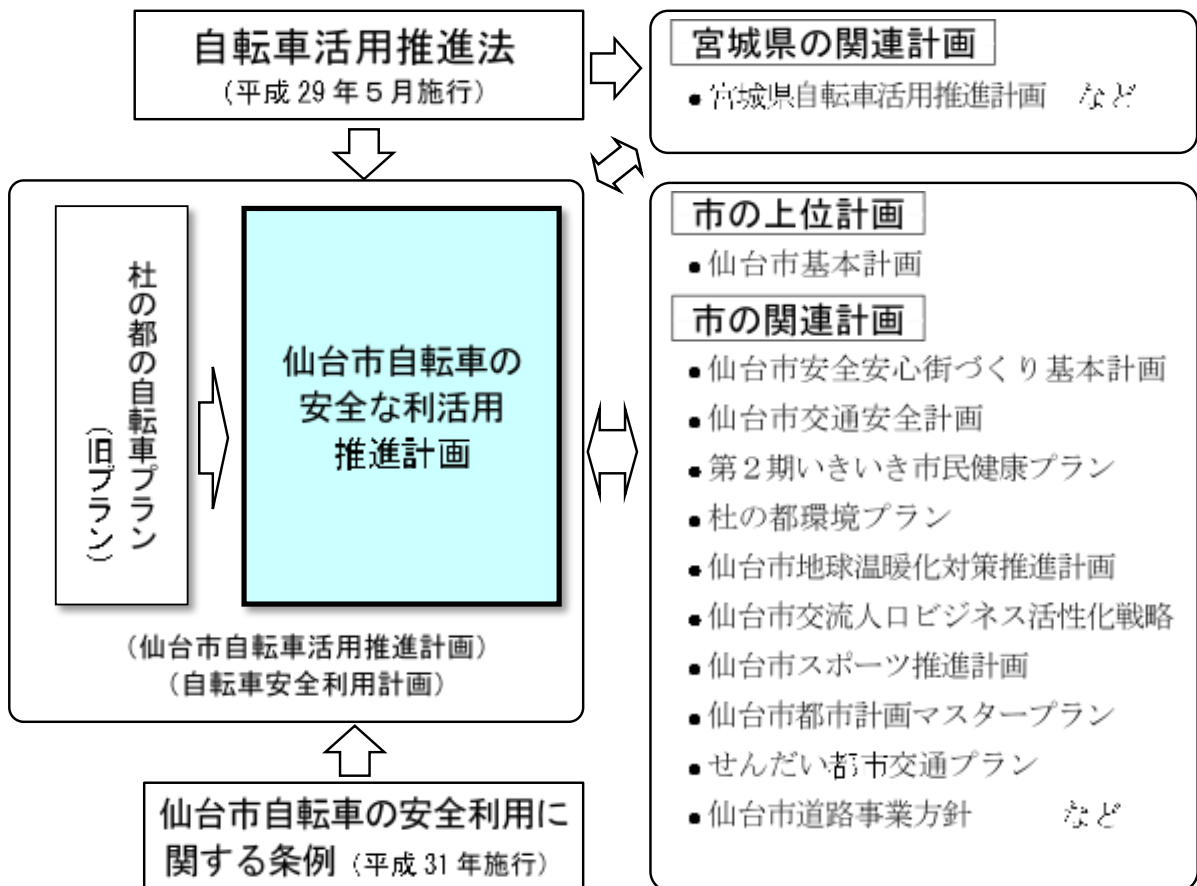 自転車活用推進法
(平成29年5月施行)
宮城県の関連計画
●宮城県自転車活用推進計画 など
杜の都の自転車プラン
(旧プラン)
仙台市自転車の
安全な利活用
推進計画
(仙台市自転車活用推進計画)
(自転車安全利用計画)
仙台市自転車の安全利用に
関する条例(平成31年施行)
市の上位計画
●仙台市基本計画
市の関連計画
●仙台市安全安心街づくり基本計画
●仙台市交通安全計画
●第2期いきいき市民健康プラン
●杜の都環境プラン
●仙台市地球温暖化対策推進計画
●仙台市交流人口ビジネス活性化戦略
●仙台市スポーツ推進計画
●仙台市都市計画マスタープラン
●せんだい都市交通プラン
●仙台市道路事業方針 など